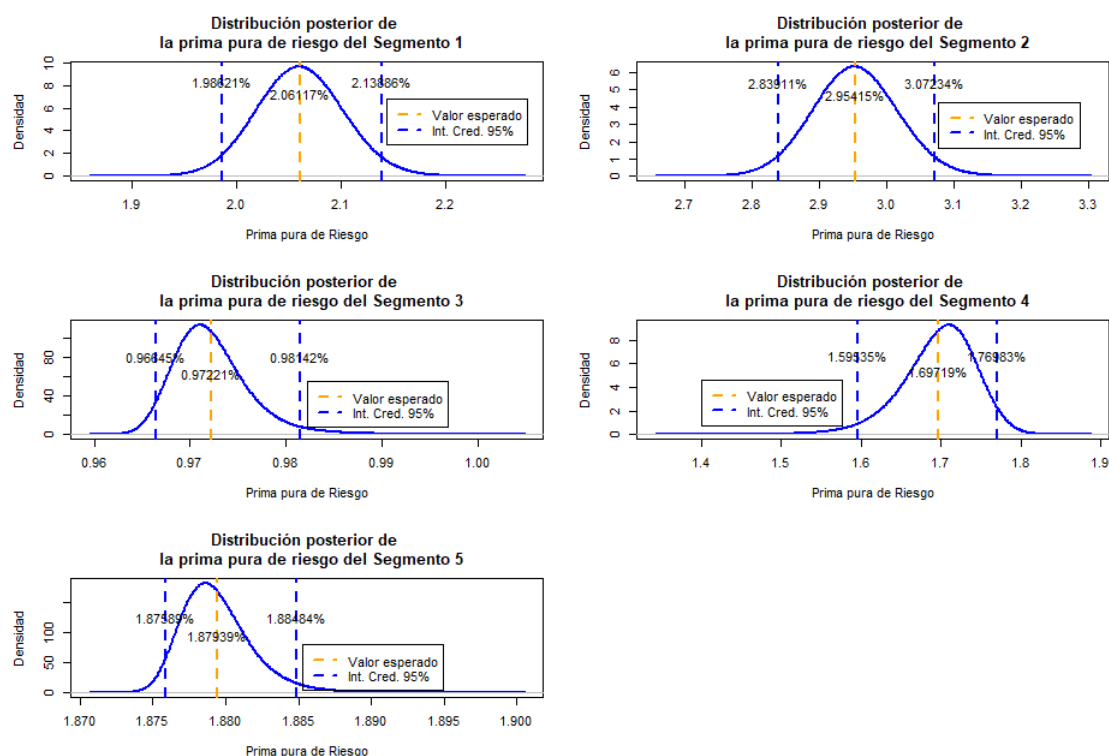 Distribución posterior de
la prima pura de riesgo del Segmento 1
Densidad
10
8
6
4
2
0
1.98621%
2.06117%
2.13886%
Valor esperado
Int. Cred. 95%
1.9
2.0
2.1
2.2
Prima pura de Riesgo
Distribución posterior de
la prima pura de riesgo del Segmento 2
Densidad
6
5
4
3
2
1
0
2.83911%
2.95415%
3.07234%
Valor esperado
Int. Cred. 95%
2.7
2.8
2.9
3.0
3.1
3.2
3.3
Prima pura de Riesgo
Distribución posterior de
la prima pura de riesgo del Segmento 3
Densidad
80
40
0
0.96645%
0.97221%
0.98142%
Valor esperado
Int. Cred. 95%
0.96
0.97
0.98
0.99
1.00
Prima pura de Riesgo
Distribución posterior de
la prima pura de riesgo del Segmento 4
Densidad
8
6
4
2
0
1.59535%
1.69719%
1.76983%
Valor esperado
Int. Cred. 95%
1.4
1.5
1.6
1.7
1.8
1.9
Prima pura de Riesgo
Distribución posterior de
la prima pura de riesgo del Segmento 5
Densidad
100
50
0
1.87589%
1.87939%
1.88484%
Valor esperado
Int. Cred. 95%
1.870
1.875
1.880
1.885
1.890
1.895
1.900
Prima pura de Riesgo